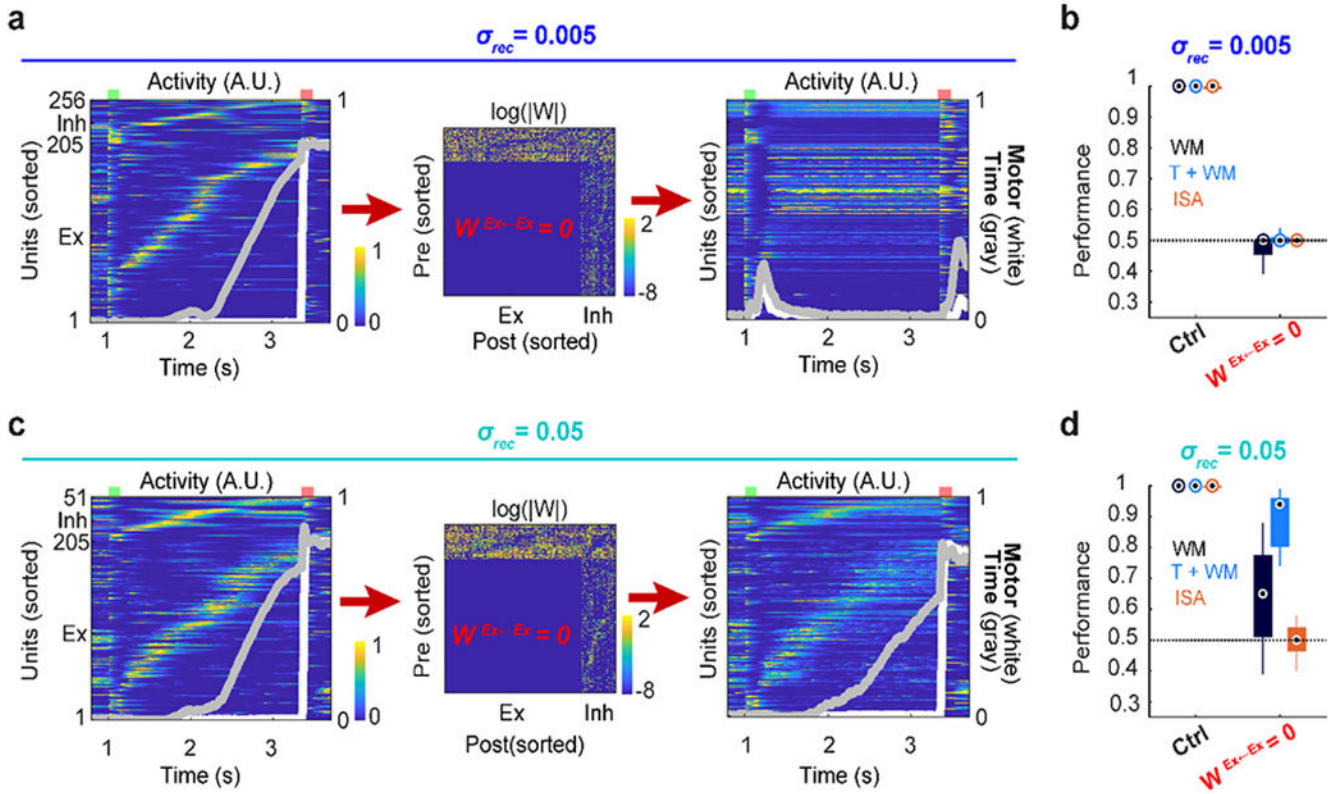 a
σrec = 0.005
Activity (A.U.)
256
Inh
205
Ex
1
Units (sorted)
1
0
1
0
1 2 3
Time (s)
log(|W|)
Pre (sorted)
W Ex←Ex = 0
2
-8
Ex Inh
Post (sorted)
Activity (A.U.)
Units (sorted)
1
0
Motor (white)
Time (gray)
1 2 3
Time (s)
b
σrec = 0.005
Performance
1
0.9
0.8
0.7
0.6
0.5
0.4
0.3
WM
T + WM
ISA
Ctrl
W Ex←Ex = 0
c
σrec = 0.05
Activity (A.U.)
51
Inh
205
Ex
1
Units (sorted)
1
0
1
0
1 2 3
Time (s)
log(|W|)
Pre (sorted)
W Ex←Ex = 0
2
-8
Ex Inh
Post(sorted)
Activity (A.U.)
Units (sorted)
1
0
Motor (white)
Time (gray)
1 2 3
Time (s)
d
σrec = 0.05
Performance
1
0.9
0.8
0.7
0.6
0.5
0.4
0.3
WM
T + WM
ISA
Ctrl
W Ex←Ex = 0